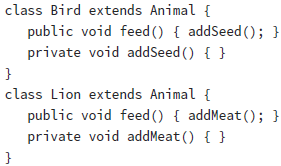 class Bird extends Animal {
   public void feed() { addSeed(); }
   private void addSeed() { }
}
class Lion extends Animal {
   public void feed() { addMeat(); }
   private void addMeat() { }
}